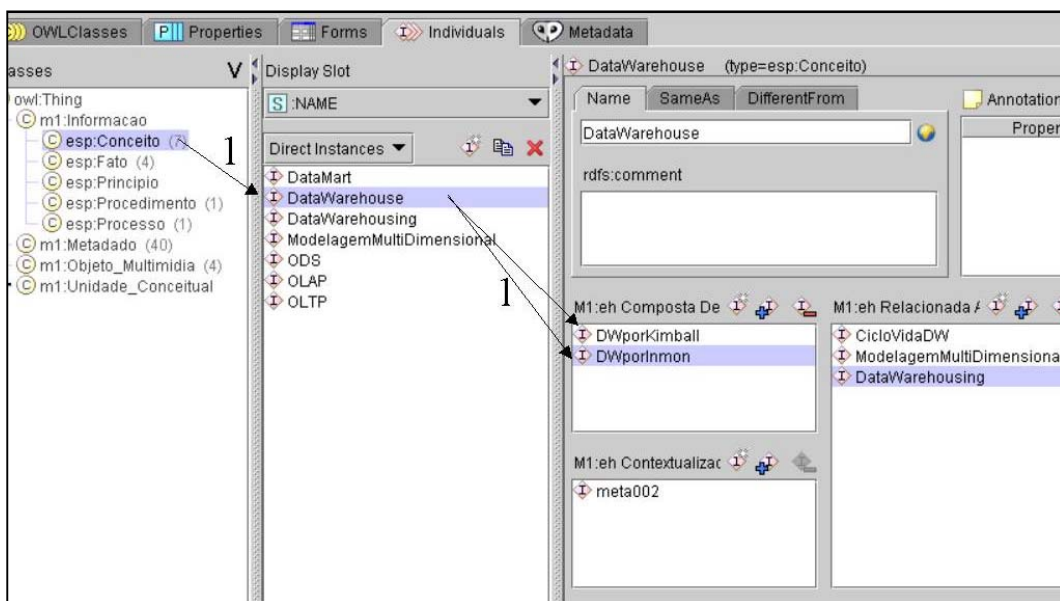 OWLClasses
Properties
Forms
Individuals
Metadata
asses
V
owl:Thing
m1:Informacao
esp:Conceito (7)
esp:Fato (4)
esp:Principio
esp:Procedimento (1)
esp:Processo (1)
m1:Metadado (40)
m1:Objeto_Multimidia (4)
m1:Unidade_Conceitual
1
Display Slot
S :NAME
Direct Instances
DataMart
DataWarehouse
DataWarehousing
ModelagemMultiDimensional
ODS
OLAP
OLTP
1
DataWarehouse (type=esp:Conceito)
Name
SameAs
DifferentFrom
DataWarehouse
rdfs:comment
Annotation
Proper
M1:eh Composta De
DWporKimball
DWporInmon
M1:eh Relacionada A
CicloVidaDW
ModelagemMultiDimensiona
DataWarehousing
M1:eh Contextualizac
meta002